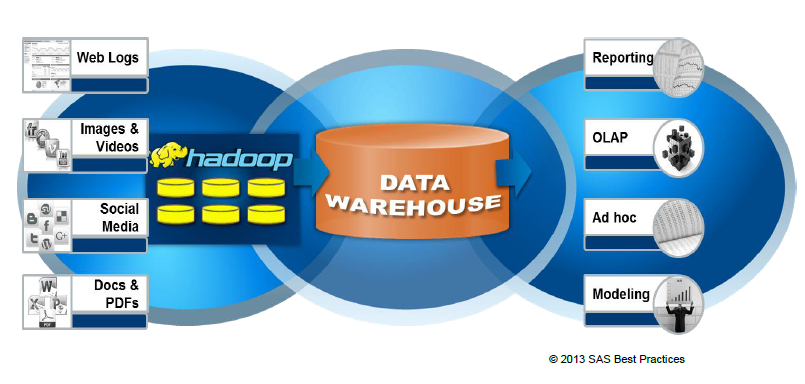 Web Logs
Images &
Videos
Social
Media
Docs &
PDFs
hadoop
DATA
WAREHOUSE
Reporting
OLAP
Ad hoc
Modeling
© 2013 SAS Best Practices